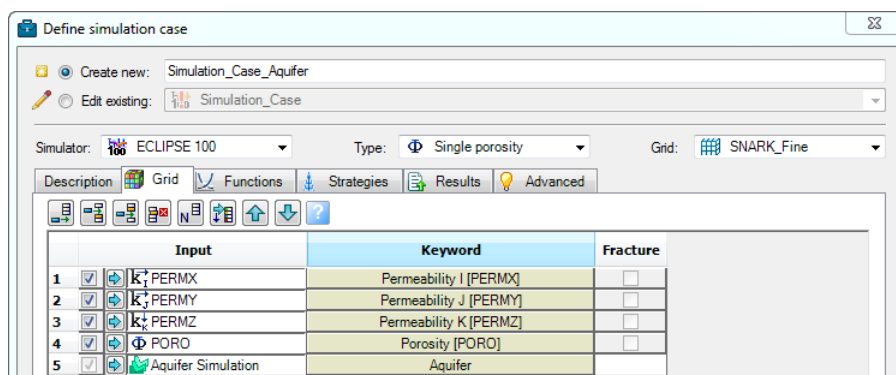 Define simulation case
Create new: Simulation_Case_Aquifer
Edit existing: Simulation_Case
Simulator: ECLIPSE 100 Type: Single porosity Grid: SNARK_Fine
Description Grid Functions Strategies Results Advanced
Input Keyword Fracture
1 PERMX Permeability I [PERMX]
2 PERMY Permeability J [PERMY]
3 PERMZ Permeability K [PERMZ]
4 Φ PORO Porosity [PORO]
5 Aquifer Simulation Aquifer